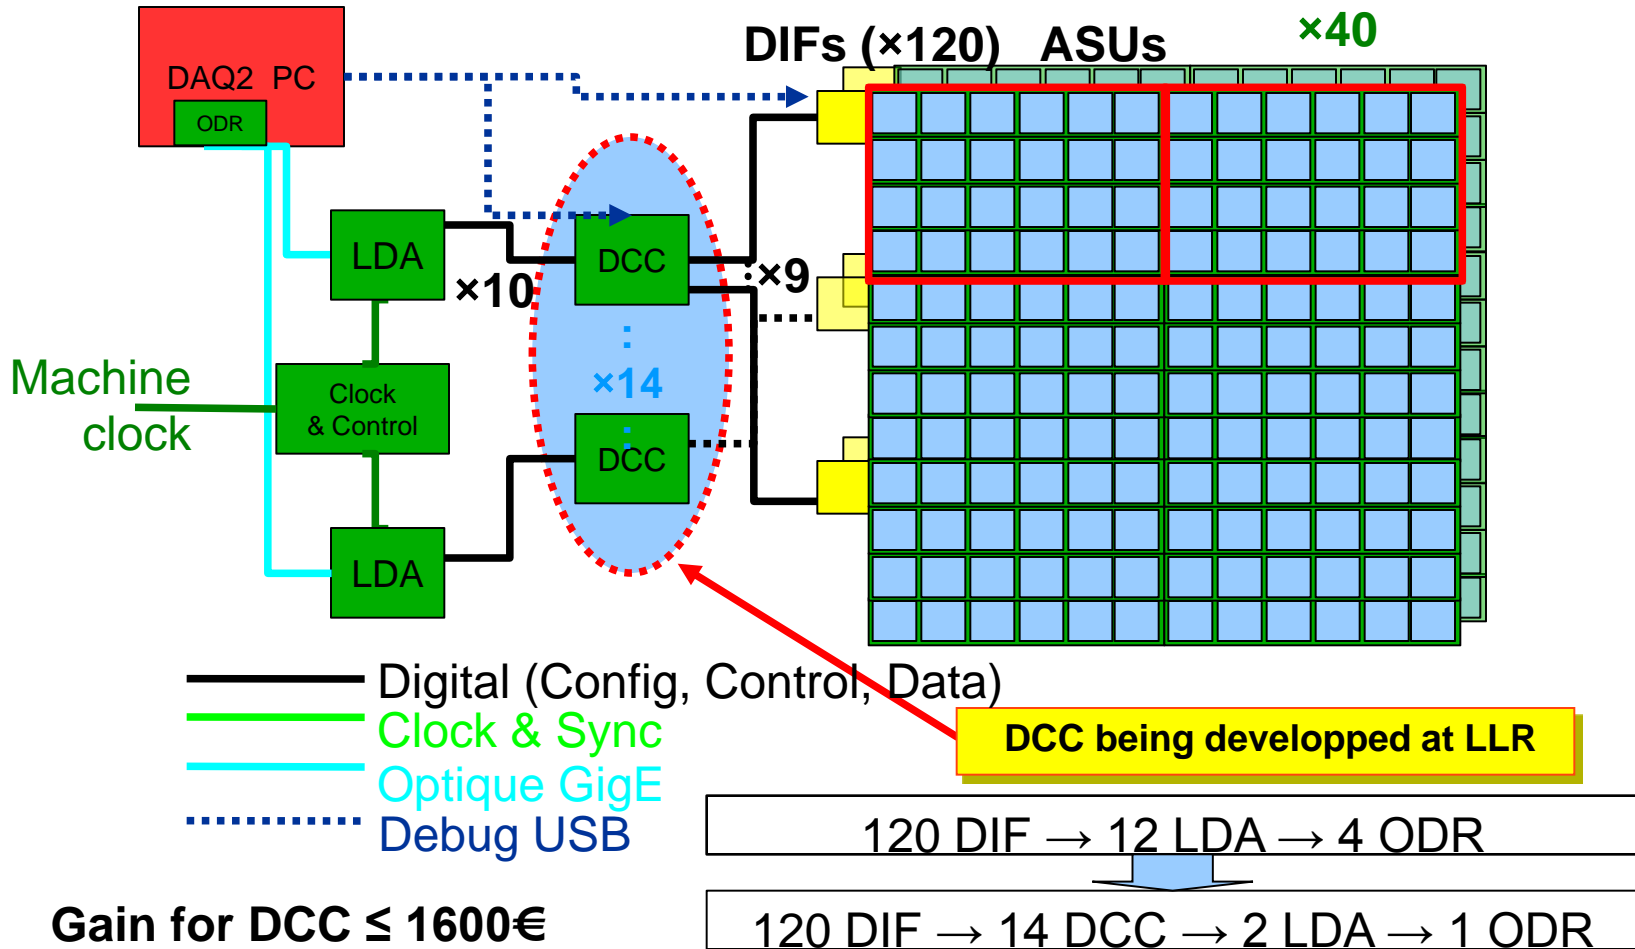 DIFs (×120) ASUs
×40
DAQ2 PC
ODR
LDA
×10
DCC
×9
×14
Machine
clock
Clock
& Control
DCC
LDA
Digital (Config, Control, Data)
Clock & Sync
Optique GigE
Debug USB
DCC being developped at LLR
120 DIF → 12 LDA → 4 ODR
Gain for DCC ≤ 1600€
120 DIF → 14 DCC → 2 LDA → 1 ODR